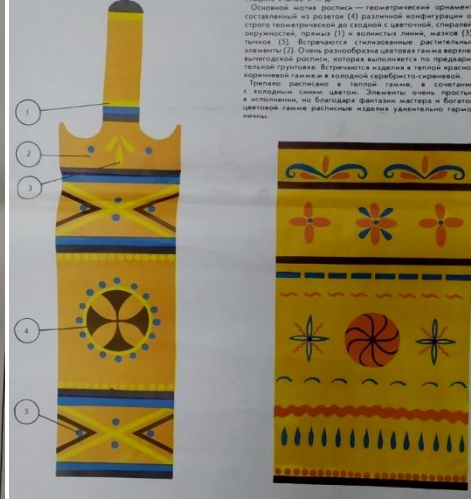 Основной мотив росписи — геометрический орнамент
составленный из розеток (4) различной конфигурации о
строго геометрической до сходной с цветочной, спиралей
окружностей, прямых (1) и волнистых линий, мазков (3)
тычков (5). Встречаются стилизованные растительны
элементы (2). Очень разнообразна цветовая гамма верхне
вычегодской росписи, которая выполняется по предвари
тельной грунтовке. Встречаются изделия в теплой красно
коричневой гамме и в холодной серебристо-сиреневой.
Трепало расписано в теплой гамме, в сочетани
с холодным синим цветом. Элементы очень просты
в исполнении, но благодаря фантазии мастера и богато
цветовой гамме расписные изделия удивительно гармо
ничны.
1
2
3
4
5